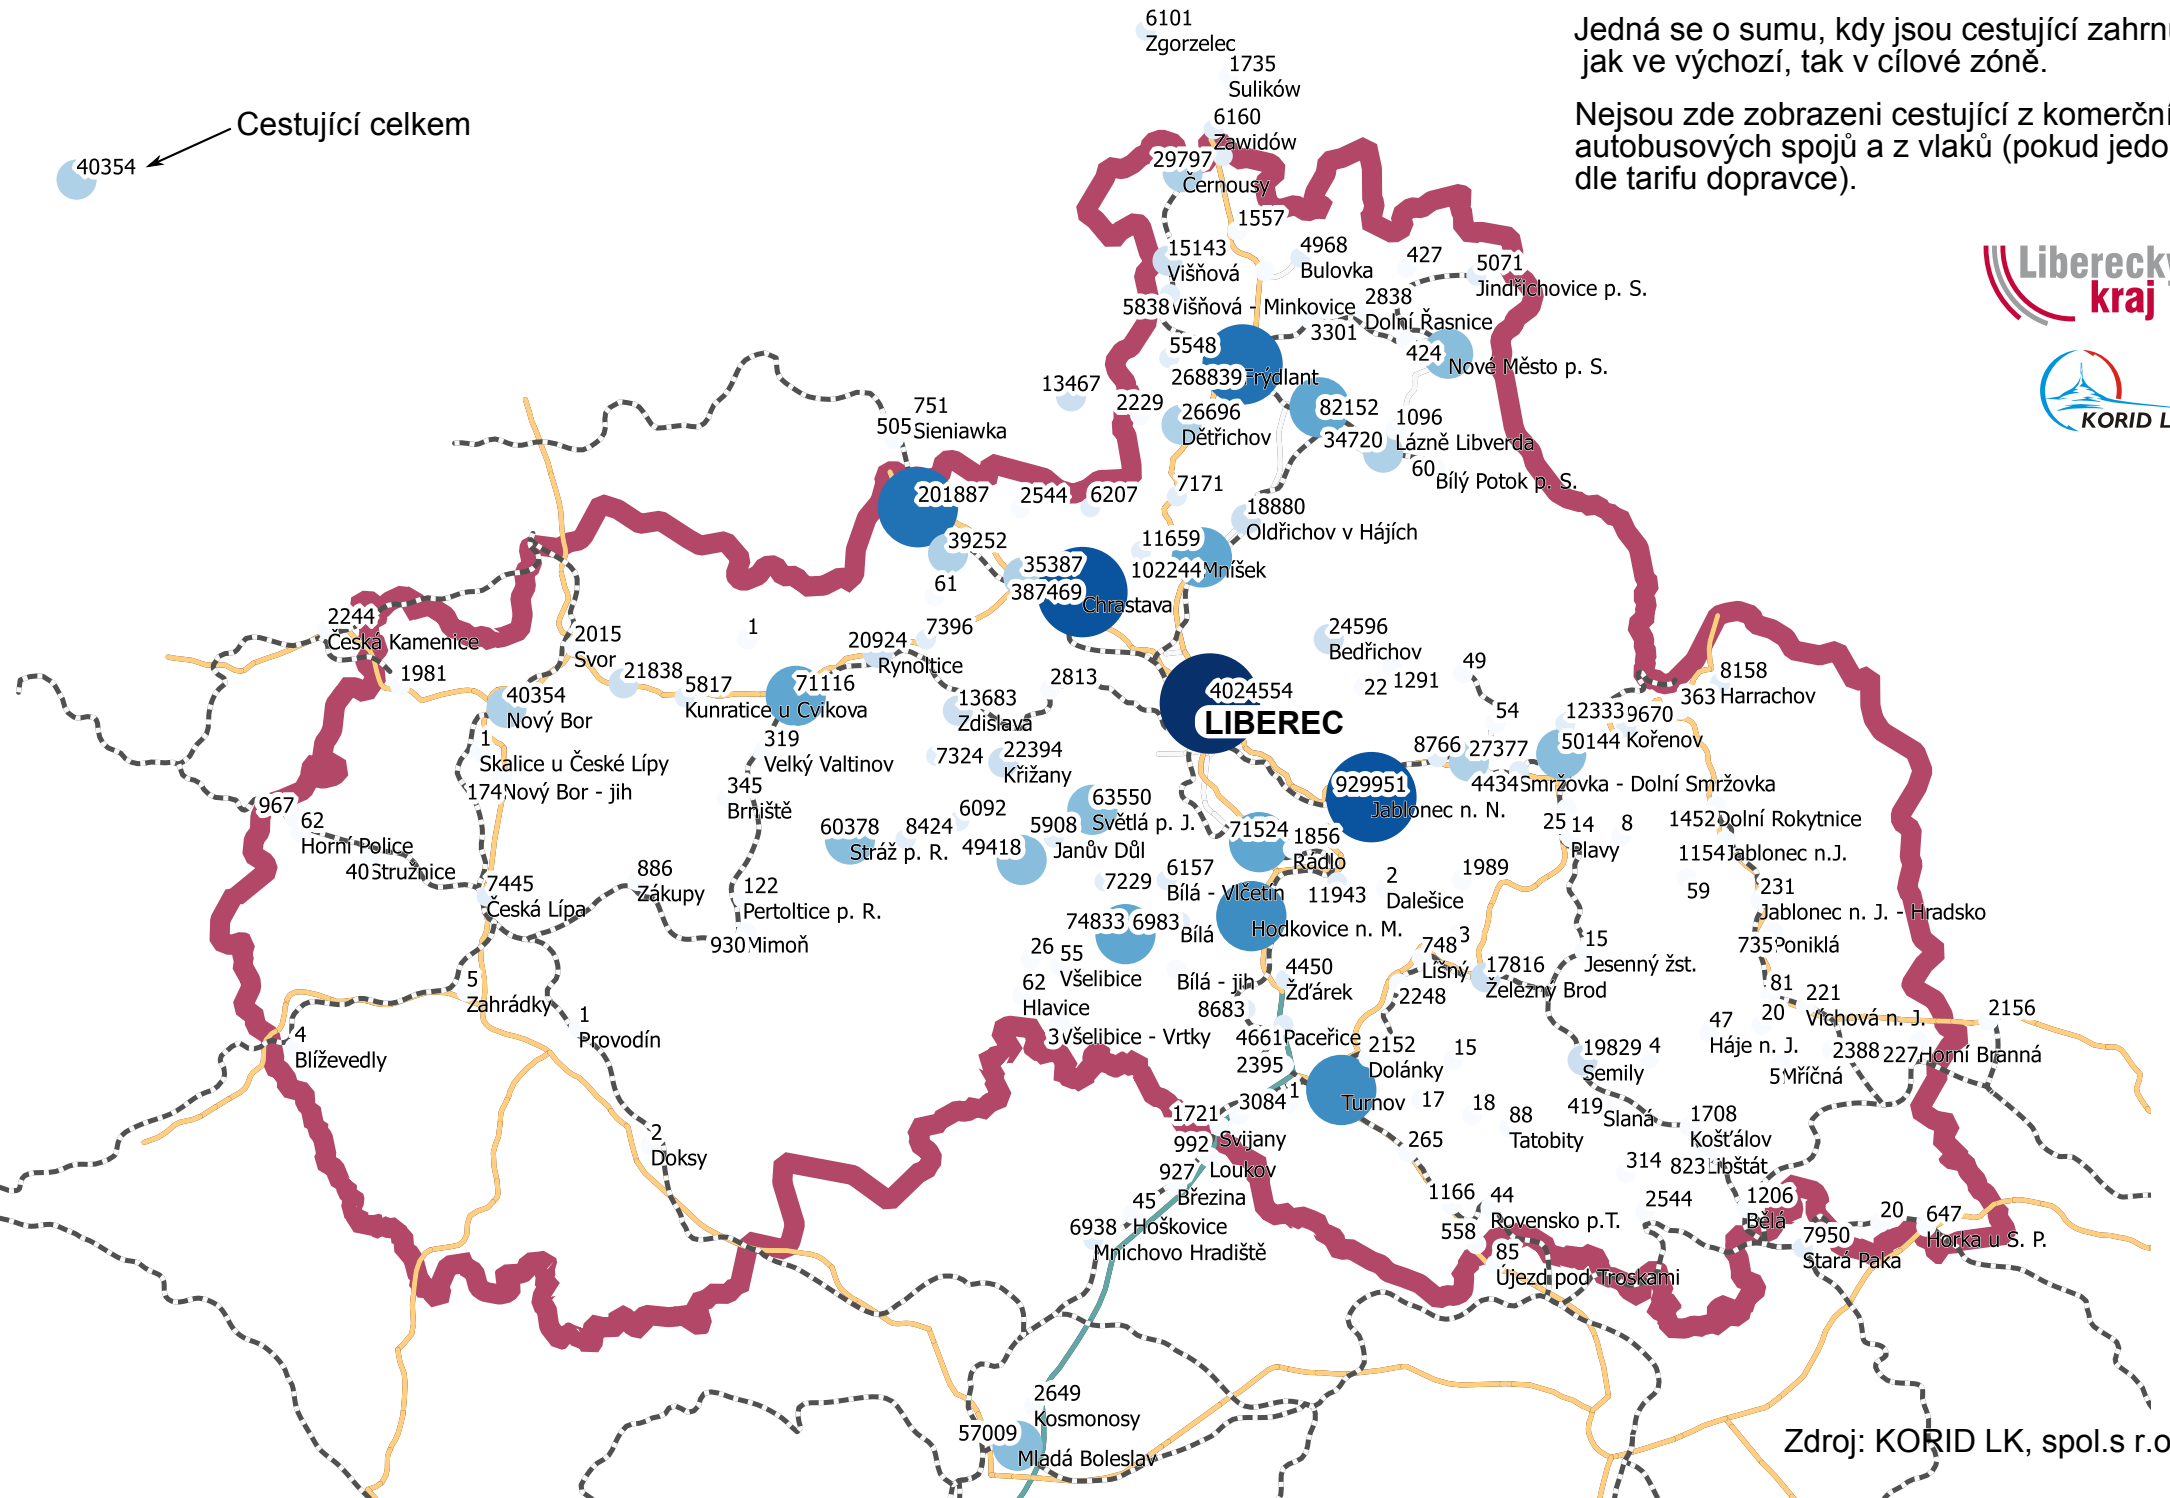 Jedná se o sumu, kdy jsou cestující zahrnu
jak ve výchozí, tak v cílové zóně.
Nejsou zde zobrazeni cestující z komerční
autobusových spojů a z vlaků (pokud jedo
dle tarifu dopravce).
Cestující celkem
40354
Liberecký
kraj
KORID L
6101
Zgorzelec
1735
Sulików
6160
Zawidów
29797
Černousy
1557
15143
Višňová
4968
Bulovka
427
5071
Jindřichovice p. S.
5838 Višňová - Minkovice
2838
Dolní Řasnice
3301
5548
424
Nové Město p. S.
268839 Frýdlant
13467
2229
26696
Dětřichov
82152
34720
1096
Lázně Libverda
60
Bílý Potok p. S.
751
505 Sieniawka
201887
2544
6207
7171
18880
Oldřichov v Hájích
39252
61
35387
387469
Chrastava
11659
102244 Mníšek
2244
Česká Kamenice
1981
2015
Svor
1
20924
Rynoltice
7396
24596
Bedřichov
49
22
1291
8158
Harrachov
363
21838
5817
Kunratice u Cvikova
71116
40354
Nový Bor
13683
Zdislava
2813
4024554
LIBEREC
54
12333
9670
Kořenov
1
Skalice u České Lípy
174 Nový Bor - jih
319
Velký Valtinov
7324
22394
Křižany
8766
27377
50144
4434 Smržovka - Dolní Smržovka
345
Brniště
929951
Jablonec n. N.
967
62
Horní Police
40 Stružnice
60378
Stráž p. R.
8424
6092
63550
Světlá p. J.
5908
Janův Důl
49418
71524
1856
Rádlo
25
14
Plavy
8
1452 Dolní Rokytnice
1154 Jablonec n.J.
7445
Česká Lípa
886
Zákupy
122
Pertoltice p. R.
930 Mimoň
7229
6157
Bílá - Vlčetín
11943
2
Dalešice
1989
59
231
Jablonec n. J. - Hradsko
74833
6983
Bílá
Hodkovice n. M.
735 Poniklá
26
55
Všelibice
748
3
Líšný
15
Jesenný žst.
62
Hlavice
Bílá - jih
4450
Žďárek
17816
Železný Brod
2248
5
Zahrádky
1
Provodín
4
Blíževedly
3 Všelibice - Vrtky
8683
4661 Paceřice
2395
2152
Dolánky
15
19829
Semily
4
81
20
221
Víchová n. J.
2156
47
Háje n. J.
2388
227 Horní Branná
5 Mříčná
Turnov
1
17
18
88
Tatobity
419
Slaná
1708
Košťálov
3084
1721
Svijany
992
Loukov
927
Březina
45
Hoškovice
6938
Mnichovo Hradiště
2
Doksy
265
314
823 Libštát
1166
44
Rovensko p.T.
558
85
Újezd pod Troskami
2544
1206
Bělá
7950
Stará Paka
20
647
Horka u S. P.
2649
Kosmonosy
57009
Mladá Boleslav
Zdroj: KORID LK, spol.s r.o